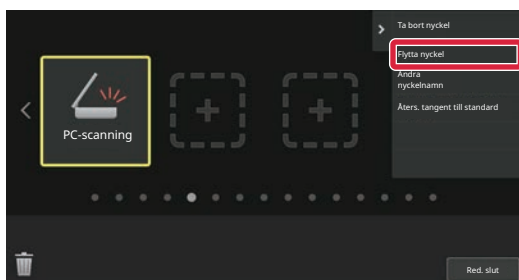 Ta bort nyckel
Flytta nyckel
Ändra
nyckelnamn
Åters. tangent till standard
PC-scanning
Red. slut